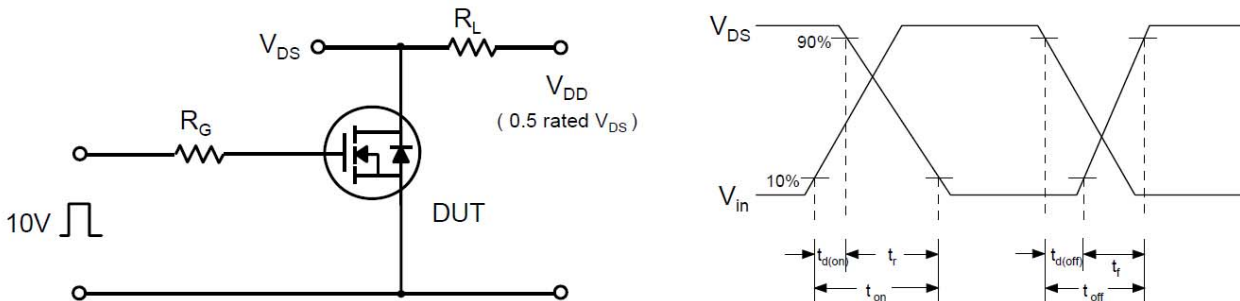 V_DS
R_L
V_DD
( 0.5 rated V_DS )
R_G
10V
DUT
V_DS
90%
10%
V_in
t_d(on)
t_r
t_on
t_d(off)
t_f
t_off